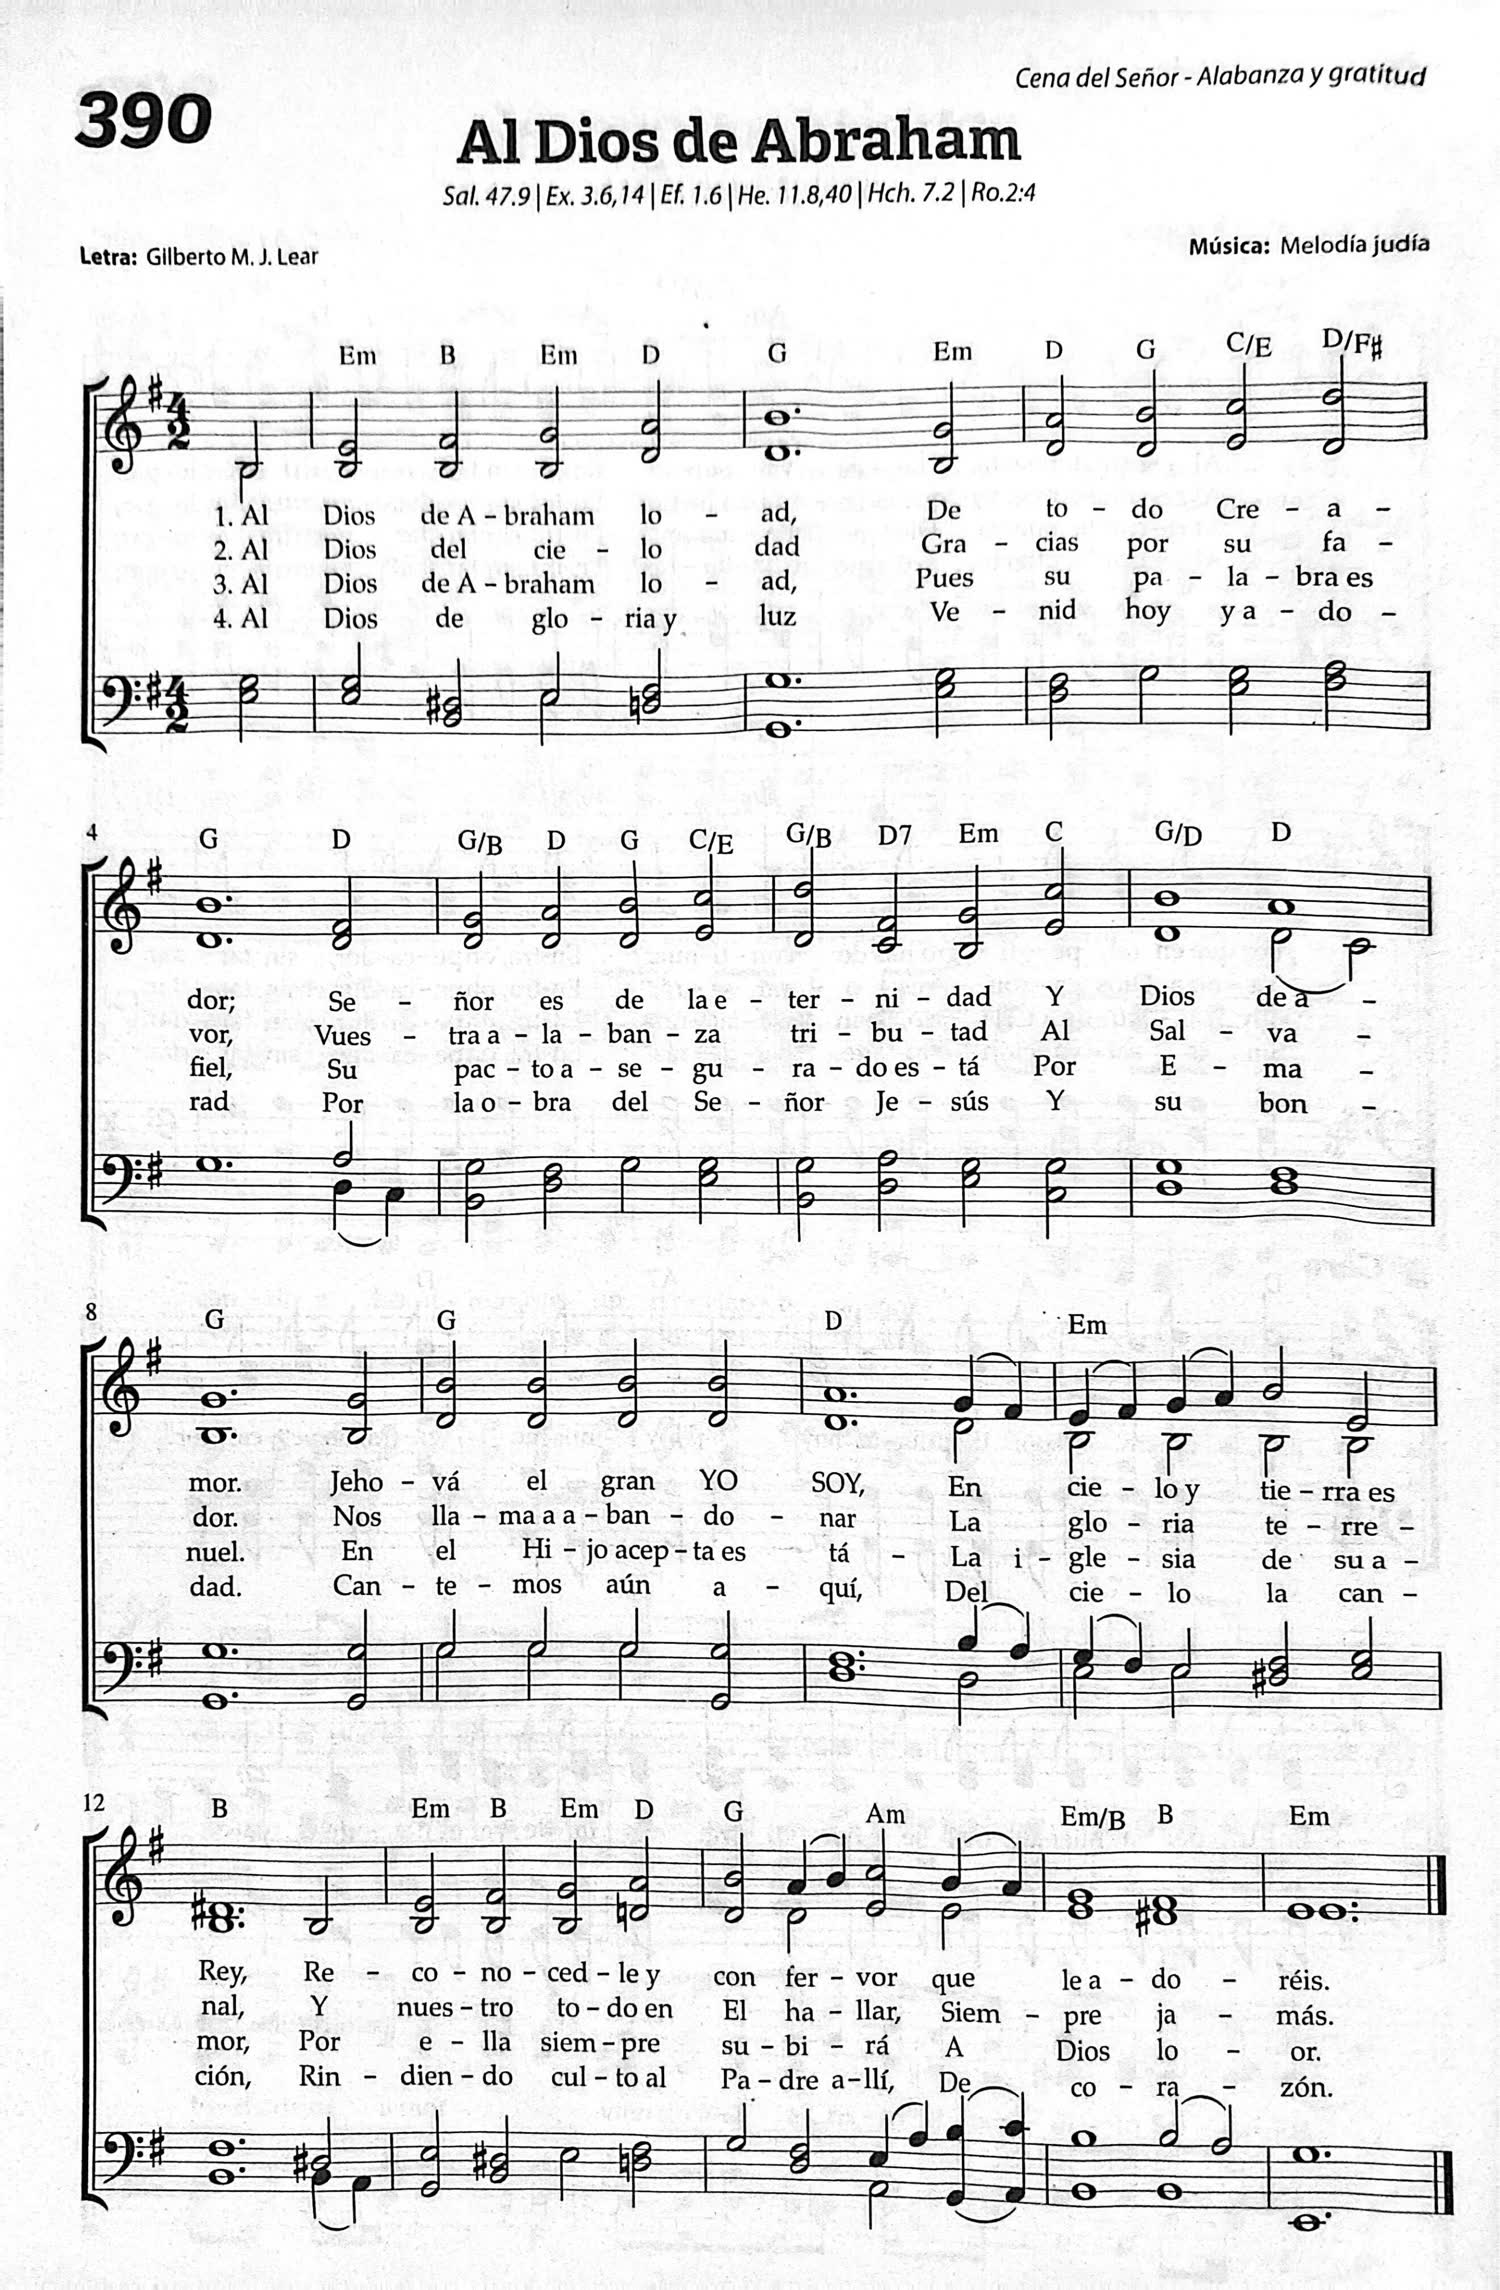 Cena del Señor - Alabanza y gratitud
390
Al Dios de Abraham
Sal. 47.9 | Ex. 3.6,14 | Ef. 1.6 | He. 11.8,40 | Hch. 7.2 | Ro.2:4
Letra: Gilberto M. J. Lear
Música: Melodía judía
Em B Em D G Em D G C/E D/F#
4 2
1. Al Dios de A – braham lo – ad, De to – do Cre – a –
2. Al Dios del cie – lo dad Gra – cias por su fa –
3. Al Dios de A – braham lo – ad, Pues su pa – la – bra es
4. Al Dios de glo – ria y luz Ve – nid hoy y a – do –
4 2
4
G D G/B D G C/E G/B D7 Em C G/D D
dor; Se – ñor es de la e – ter – ni – dad Y Dios de a –
vor, Vues – tra a – la – ban – za tri – bu – tad Al Sal – va –
fiel, Su pac – to a – se – gu – ra – do es – tá Por E – ma –
rad Por la o – bra del Se – ñor Je – sús Y su bon –
8
G G D Em
mor. Jeho – vá el gran YO SOY, En cie – lo y tie – rra es
dor. Nos lla – ma a a – ban – do – nar La glo – ria te – rre –
nuel. En el Hi – jo acep – ta es tá – La i – gle – sia de su a –
dad. Can – te – mos aún a – quí, Del cie – lo la can –
12
B Em B Em D G Am Em/B B Em
Rey, Re – co – no – ced – le y con fer – vor que le a – do – réis.
nal, Y nues – tro to – do en El ha – llar, Siem – pre ja – más.
mor, Por e – lla siem – pre su – bi – rá A Dios lo – or.
ción, Rin – dien – do cul – to al Pa – dre a – llí, De co – ra – zón.